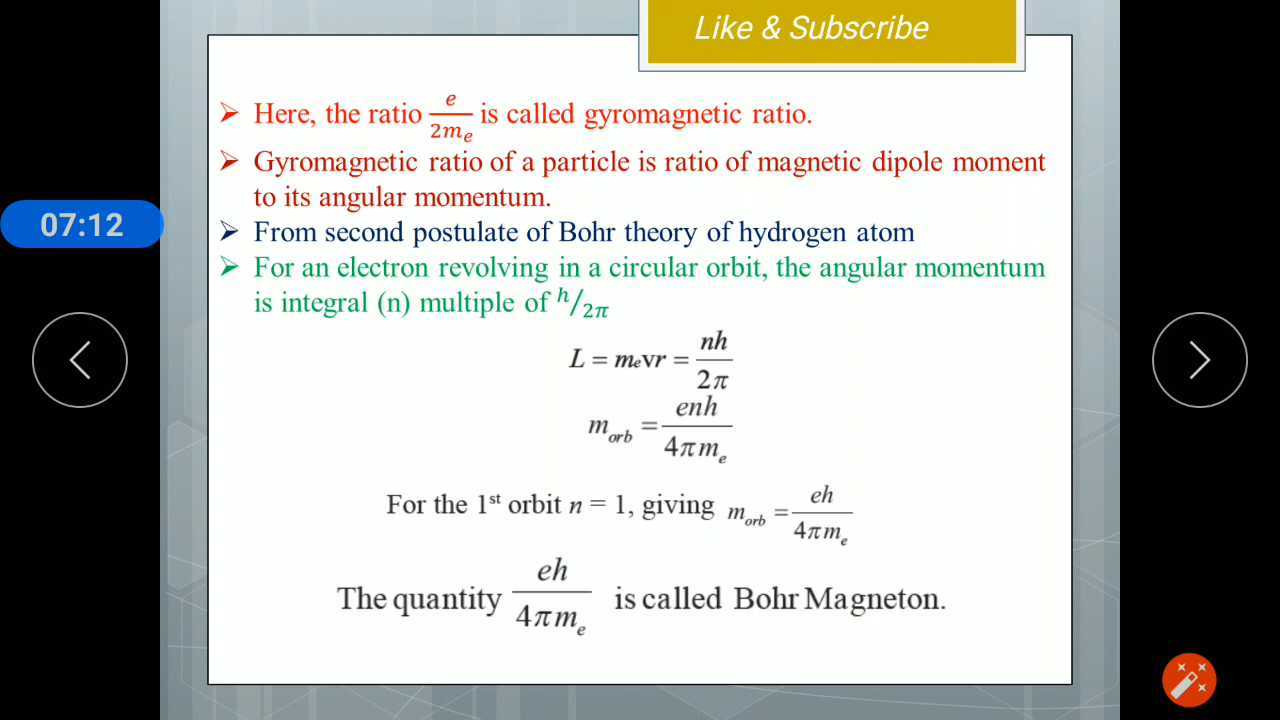 Like & Subscribe
➢ Here, the ratio e/2mₑ is called gyromagnetic ratio.
➢ Gyromagnetic ratio of a particle is ratio of magnetic dipole moment
to its angular momentum.
07:12
➢ From second postulate of Bohr theory of hydrogen atom
➢ For an electron revolving in a circular orbit, the angular momentum
is integral (n) multiple of h/2π
L = mₑvr = nh/2π
m_orb = enh/4πmₑ
For the 1st orbit n = 1, giving m_orb = eh/4πmₑ
The quantity eh/4πmₑ is called Bohr Magneton.